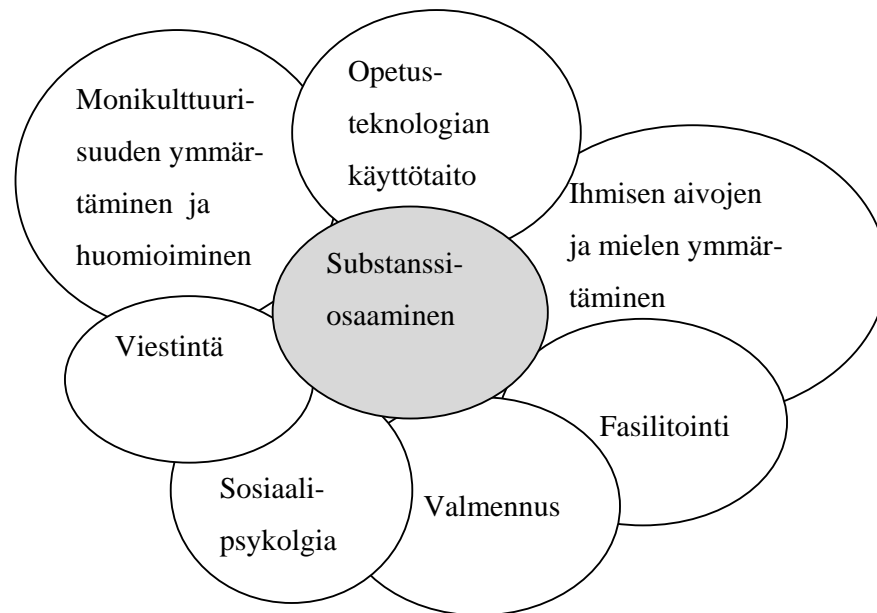 Monikulttuuri-
suuden ymmär-
täminen ja
huomioiminen
Opetus-
teknologian
käyttötaito
Ihmisen aivojen
ja mielen ymmär-
täminen
Substanssi-
osaaminen
Viestintä
Fasilitointi
Sosiaali-
psykolgia
Valmennus